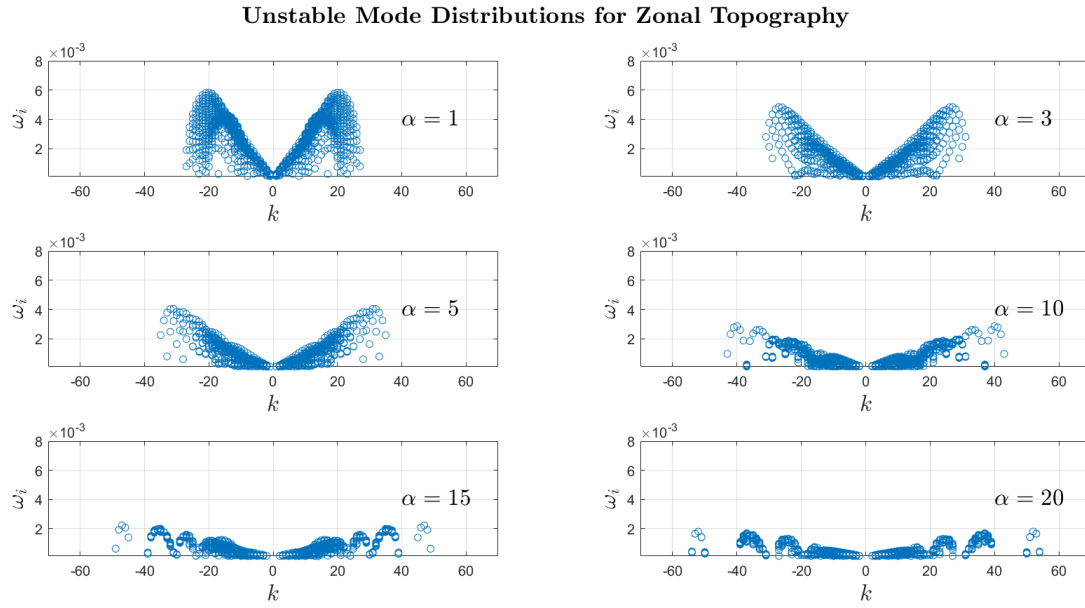 Unstable Mode Distributions for Zonal Topography
×10⁻³
8
6
4
2
ωᵢ
α = 1
-60 -40 -20 0 20 40 60
k
×10⁻³
8
6
4
2
ωᵢ
α = 3
-60 -40 -20 0 20 40 60
k
×10⁻³
8
6
4
2
ωᵢ
α = 5
-60 -40 -20 0 20 40 60
k
×10⁻³
8
6
4
2
ωᵢ
α = 10
-60 -40 -20 0 20 40 60
k
×10⁻³
8
6
4
2
ωᵢ
α = 15
-60 -40 -20 0 20 40 60
k
×10⁻³
8
6
4
2
ωᵢ
α = 20
-60 -40 -20 0 20 40 60
k